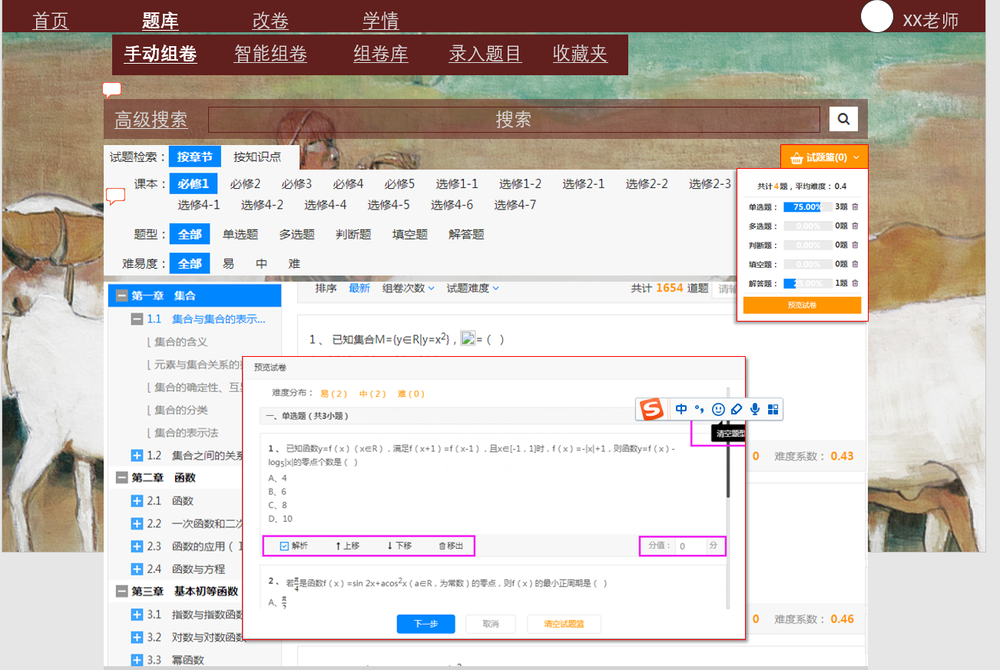 首页 题库 改卷 学情 XX老师
手动组卷 智能组卷 组卷库 录入题目 收藏夹
高级搜索 搜索
试题检索： 按章节 按知识点 试题篮(0)
课本： 必修1 必修2 必修3 必修4 必修5 选修1-1 选修1-2 选修2-1 选修2-2 选修2-3
选修4-1 选修4-2 选修4-4 选修4-5 选修4-6 选修4-7
题型： 全部 单选题 多选题 判断题 填空题 解答题
难易度： 全部 易 中 难
共计4题，平均难度：0.4
单选题： 75.00% 3题
多选题： 0.00% 0题
判断题： 0.00% 0题
填空题： 0.00% 0题
解答题： 25.00% 1题
预览试卷
排序 最新 组卷次数 试题难度 共计 1654 道题 请输
第一章 集合
1.1 集合与集合的表示...
集合的含义
元素与集合关系的
集合的确定性、互
集合的分类
集合的表示法
1.2 集合之间的关系
第二章 函数
2.1 函数
2.2 一次函数和二次
2.3 函数的应用（
2.4 函数与方程
第三章 基本初等函数
3.1 指数与指数函数
3.2 对数与对数函数
3.3 幂函数
1 、 已知集合M={y∈R|y=x²}， =（ ）
预览试卷
难度分布： 易（2） 中（2） 难（0）
一、单选题（共3小题）
中
清空题型
1 、 已知函数y=f（x）（x∈R），满足f（x+1）=f（x-1），且x∈[-1，1]时，f（x）=-|x|+1，则函数y=f（x）-
log₅|x|的零点个数是（ ）
A、4
B、6
C、8
D、10
解析 上移 下移 移出 分值： 0 分
2 、 若π/4是函数f（x）=sin 2x+acos²x（a∈R，为常数）的零点，则f（x）的最小正周期是（ ）
A、π/2
下一步 取消 清空试题篮
0 难度系数： 0.43
0 难度系数： 0.46